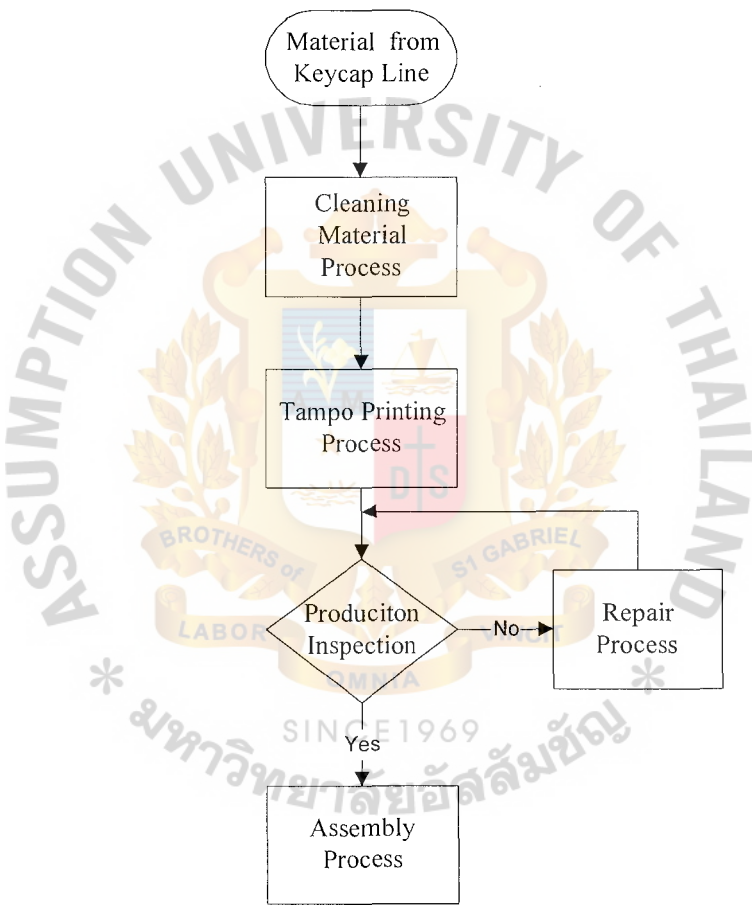 Material from
Keycap Line
ASSUMPTION UNIVERSITY OF THAILAND
Cleaning
Material
Process
A M
Tampo Printing
Process
D S
BROTHERS of
S1 GABRIEL
Produciton
Inspection
No
Repair
Process
LABOR
VINCIT
OMNIA
SINCE1969
Yes
* มหาวิทยาลัยอัสสัมชัญ *
Assembly
Process